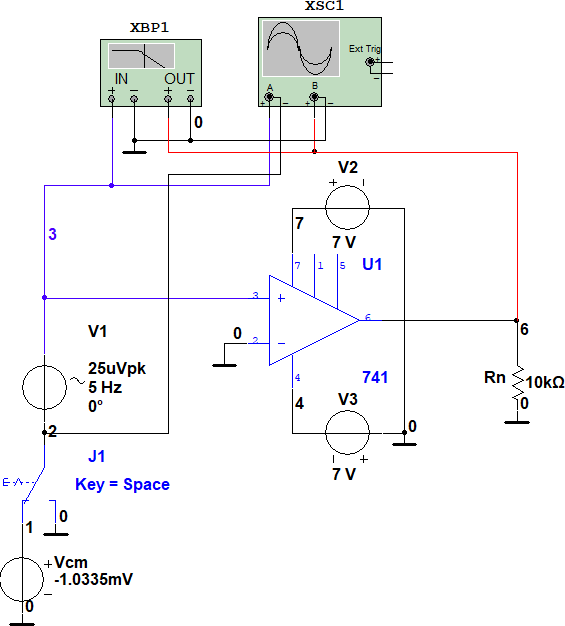 XSC1
XBP1
Ext Trig
+
−
IN OUT
+ − + −
A
B
+ − + −
0
V2
+ −
7 V
3
7
U1
7 1 5
3 +
6
6
0
2 −
V1
25uVpk
5 Hz
0°
4
741
4
V3
− +
7 V
0
Rn
10kΩ
0
2
J1
Key = Space
0
1
Vcm
+
-1.0335mV
−
0